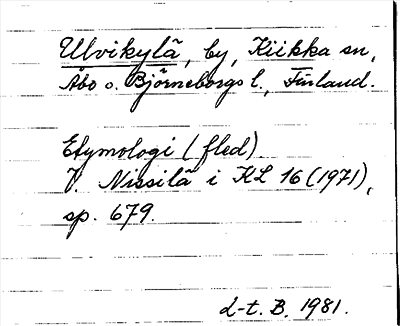 Ulvikylä, by, Kiikka sn,
Åbo o. Björneborgs l., Finland.
Etymologi (fled)
V. Nissilä i KL 16 (1971),
sp. 679.
d-t. B. 1981.